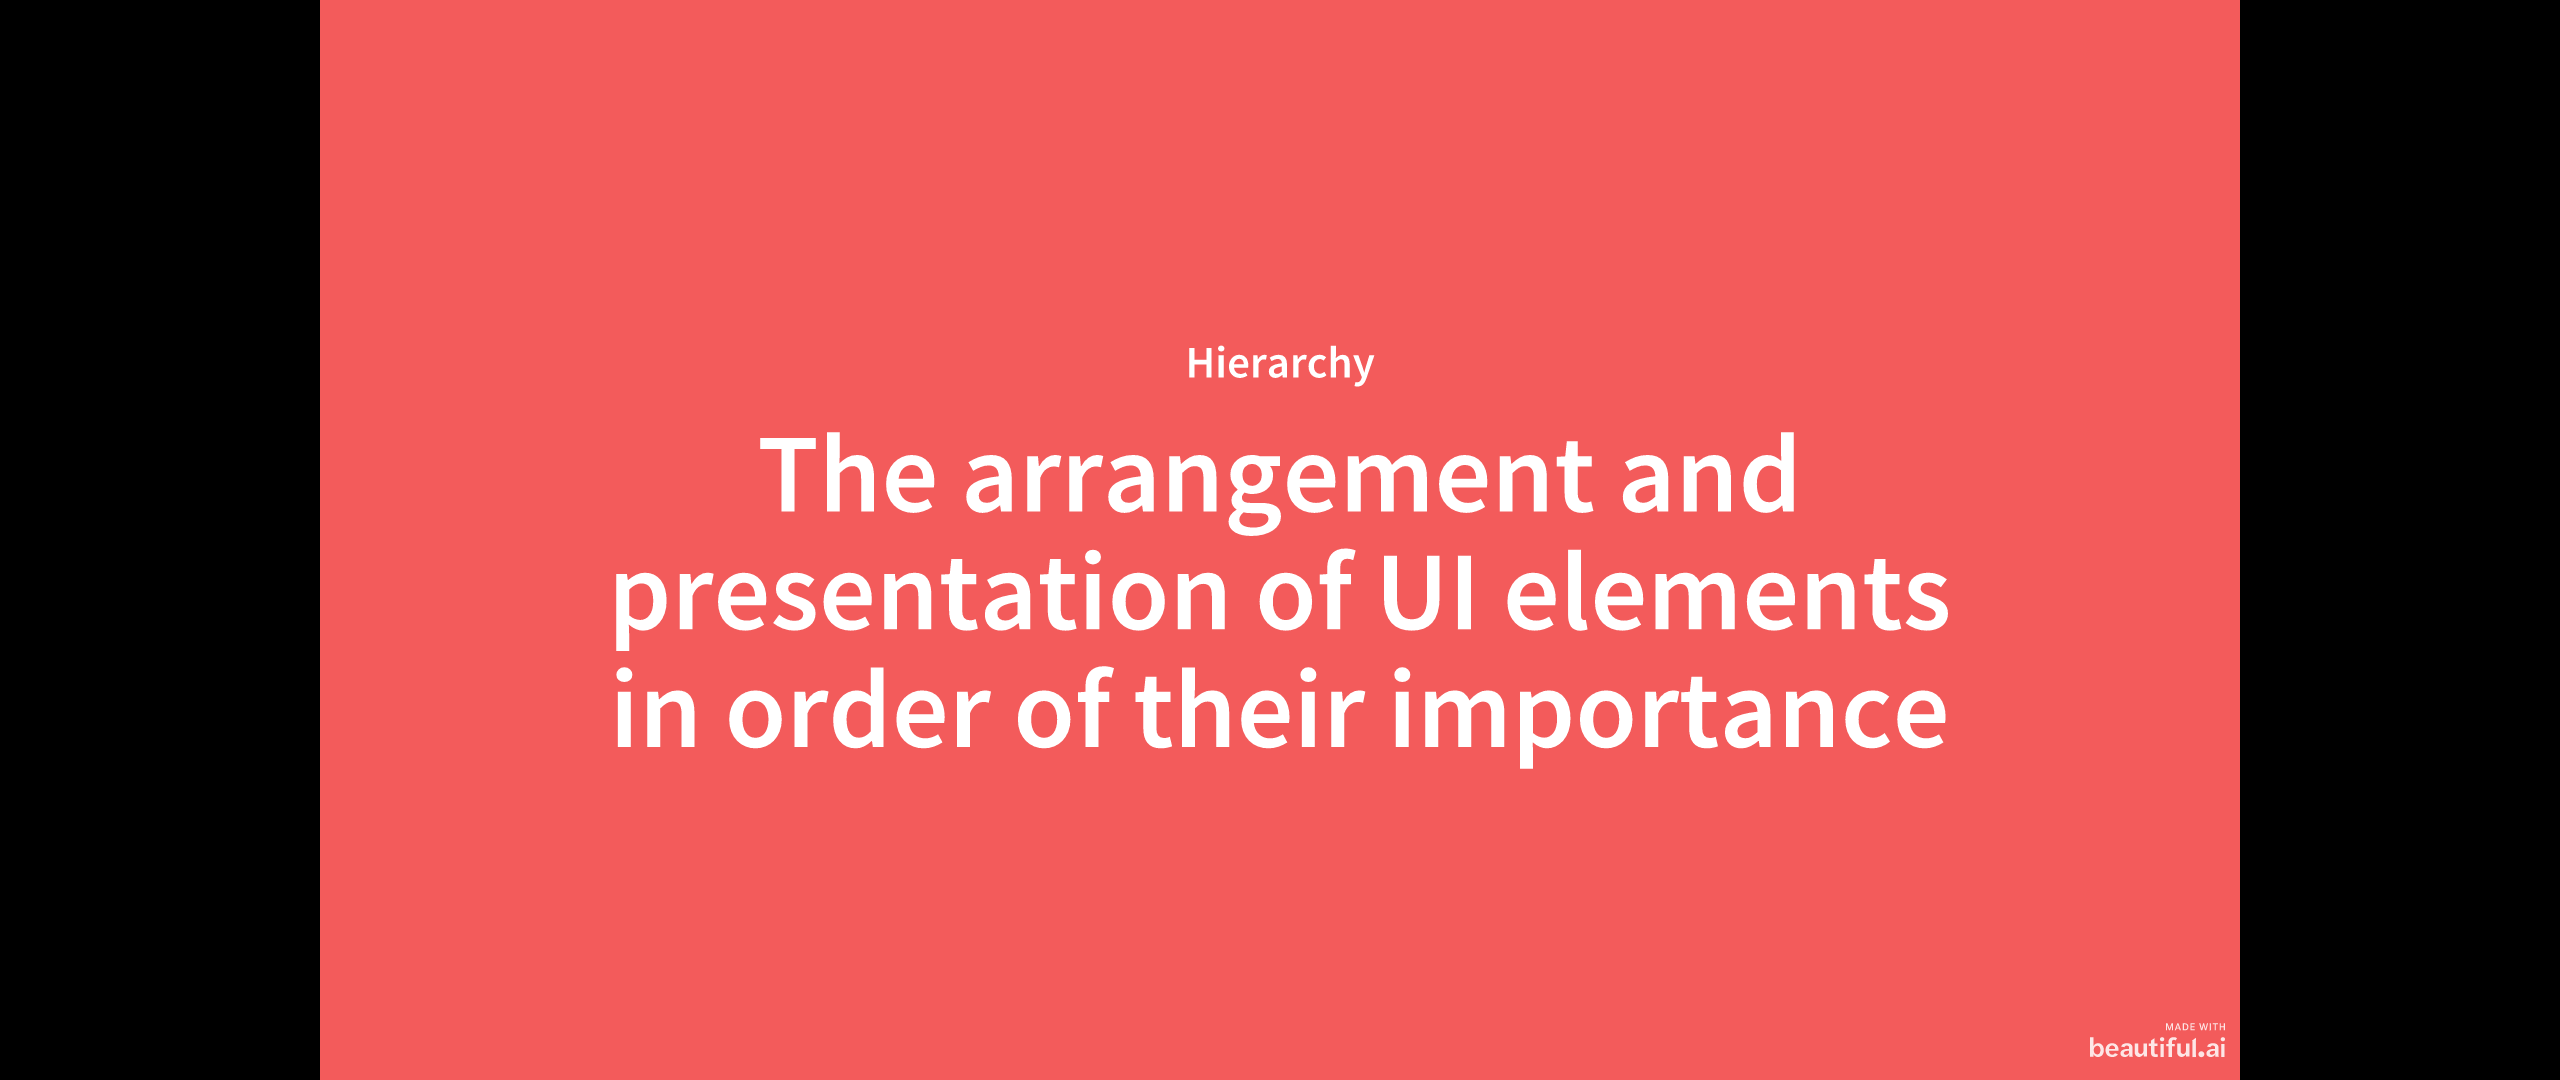 Hierarchy
The arrangement and
presentation of UI elements
in order of their importance
MADE WITH
beautiful.ai